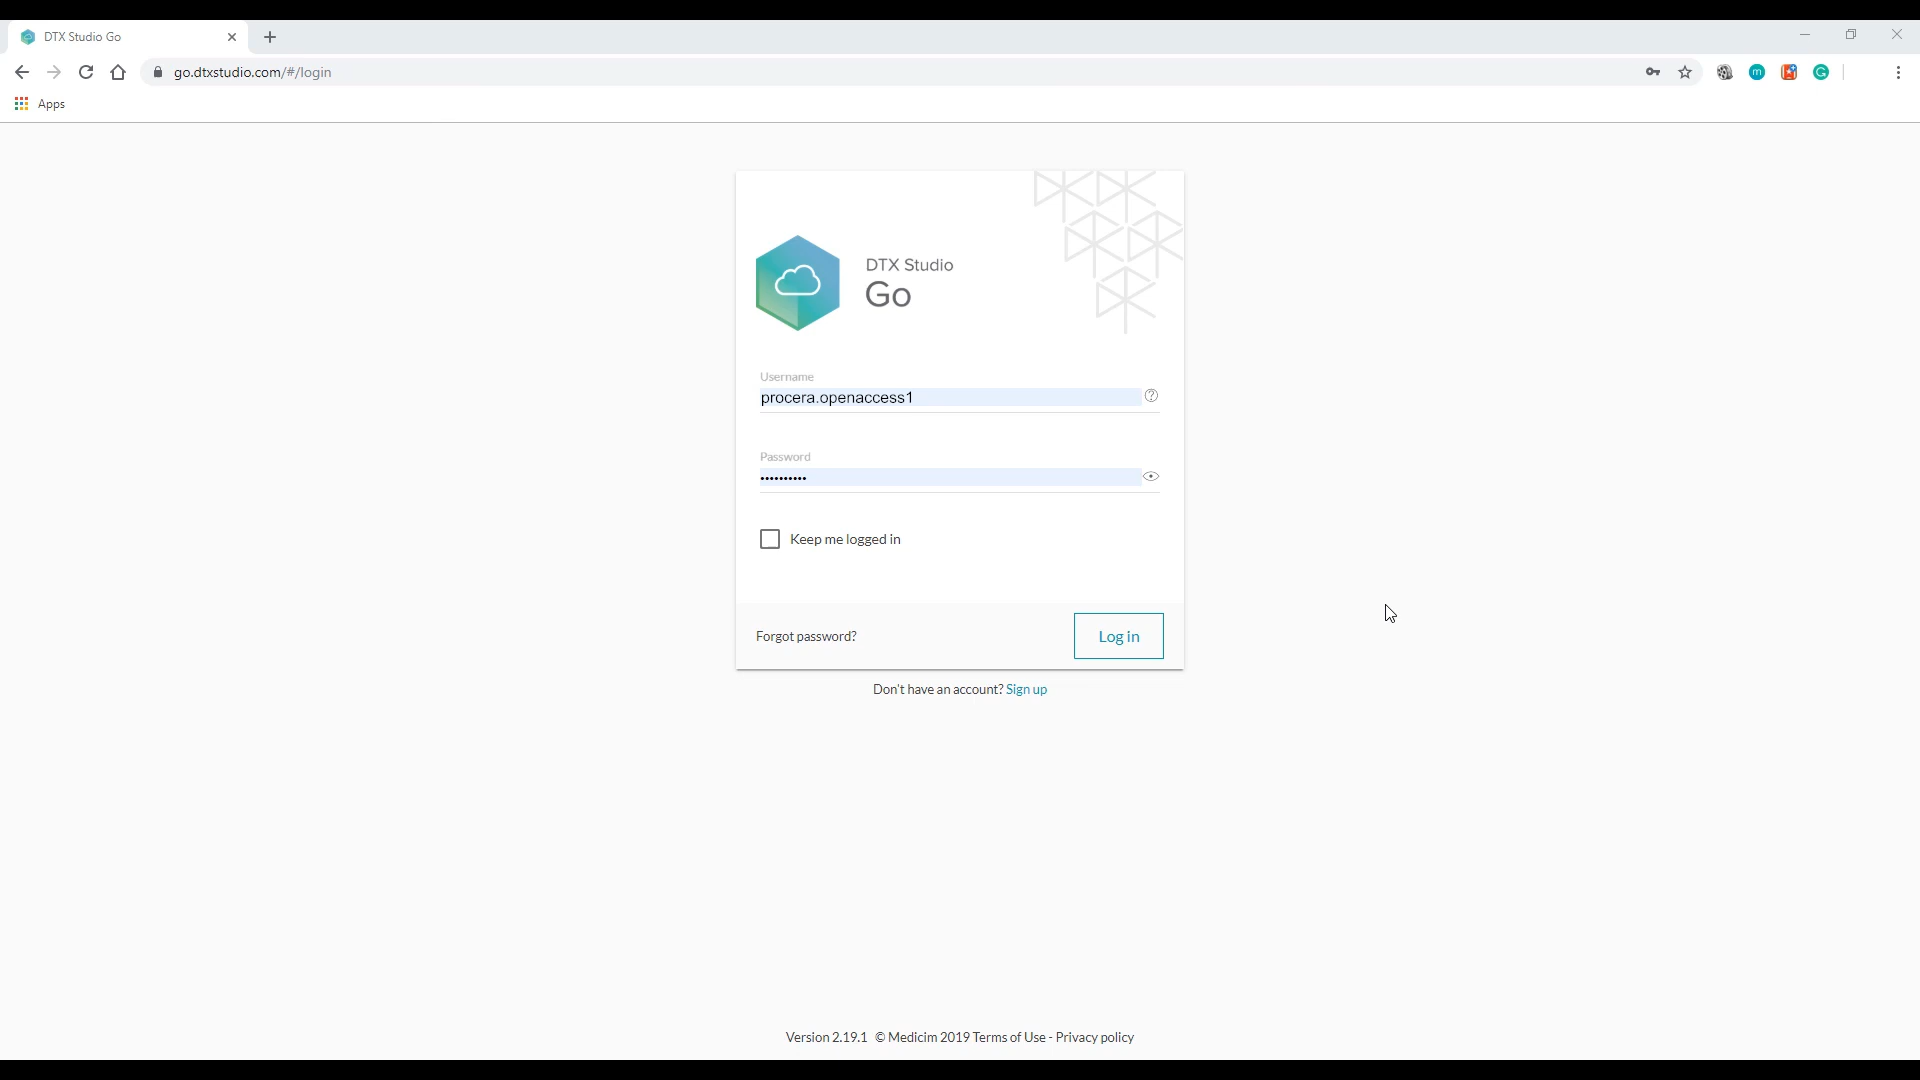 DTX Studio Go
go.dtxstudio.com/#/login
m
G
Apps
DTX Studio
Go
Username
procera.openaccess1
Password
••••••••••
Keep me logged in
Forgot password?
Log in
Don't have an account? Sign up
Version 2.19.1 © Medicim 2019 Terms of Use - Privacy policy